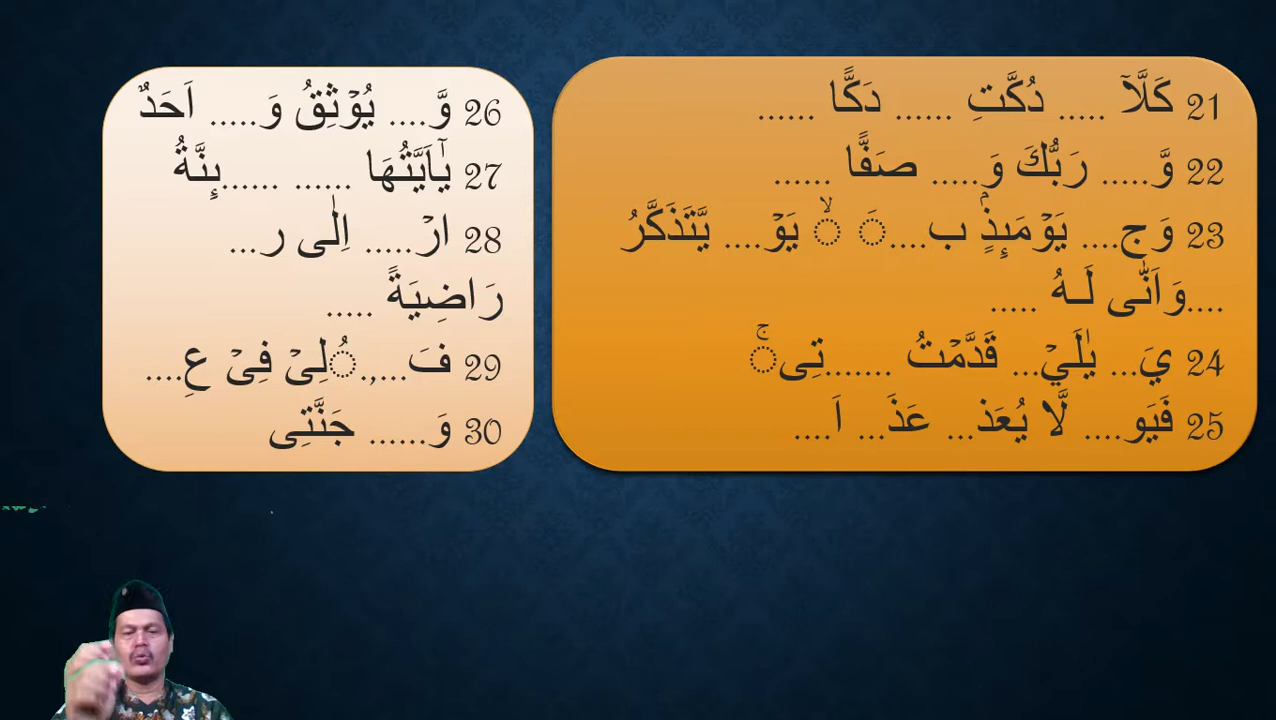 21 كَلَّآ ..... دُكَّتِ ...... دَكًّا ......
22 وَّ..... رَبُّكَ وَ..... صَفًّا ......
23 وَج.... يَوْمَىِٕذٍۢ ب....َ ۙ يَوْ.... يَّتَذَكَّرُ
....وَاَنّٰى لَـهُ .....
24 يَ... يٰلَيْ... قَدَّمْتُ .......تِىۚ
25 فَيَو.... لَّا يُعَذ... عَذَ... اَ....
26 وَّ.... يُوْثِقُ وَ..... اَحَدٌ
27 يٰٓاَيَّتُهَا ...... ......ىِٕنَّةُ
28 ارْ..... اِلٰى ر...
رَاضِيَةً .....
29 فَ...,.ُلِىْ فِىْ عِ....
30 وَ...... جَنَّتِى